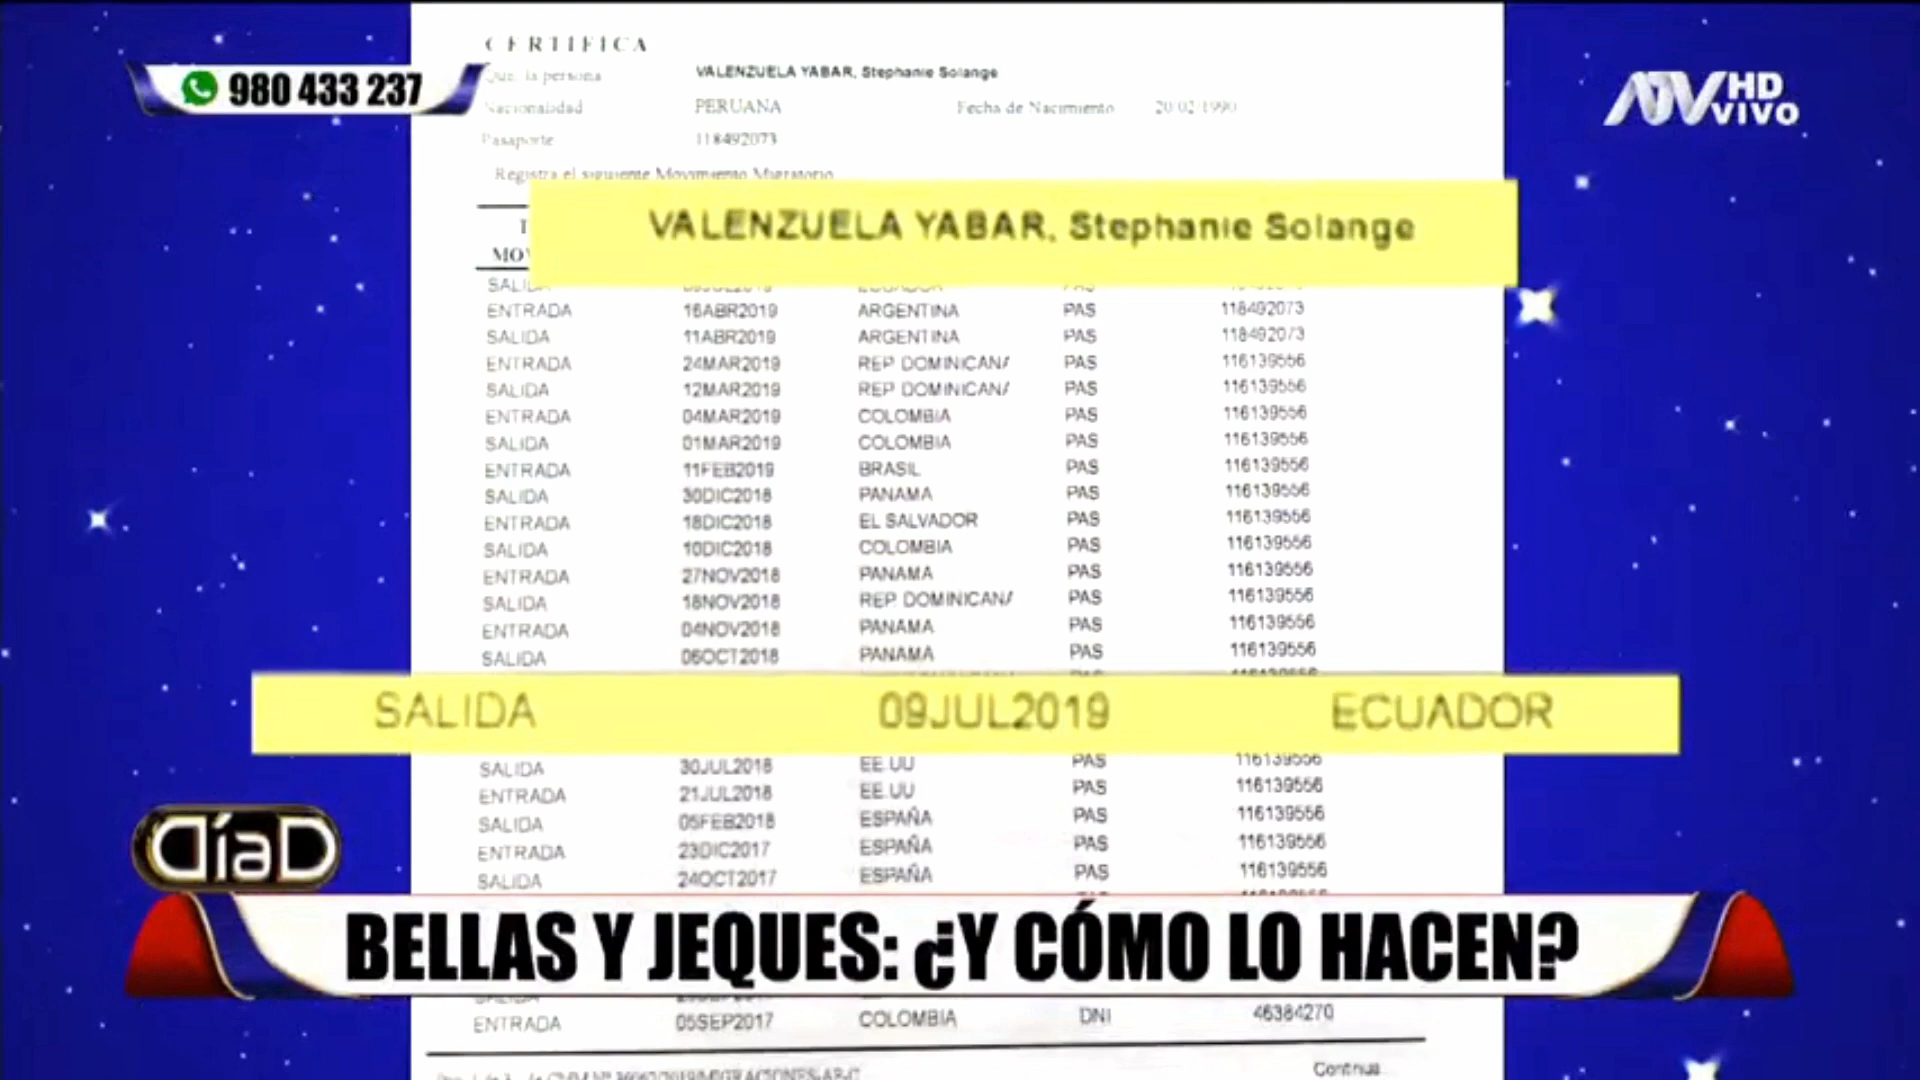 CERTIFICA
980 433 237
Que la persona VALENZUELA YABAR, Stephanie Solange
Nacionalidad PERUANA Fecha de Nacimiento 20 02 1990
Pasaporte 118492073
Registra el siguiente Movimiento Migratorio
ATV HD VIVO
VALENZUELA YABAR, Stephanie Solange
ENTRADA 16ABR2019 ARGENTINA PAS 118492073
SALIDA 11ABR2019 ARGENTINA PAS 118492073
ENTRADA 24MAR2019 REP DOMINICANA PAS 116139556
SALIDA 12MAR2019 REP DOMINICANA PAS 116139556
ENTRADA 04MAR2019 COLOMBIA PAS 116139556
SALIDA 01MAR2019 COLOMBIA PAS 116139556
ENTRADA 11FEB2019 BRASIL PAS 116139556
SALIDA 30DIC2018 PANAMA PAS 116139556
ENTRADA 18DIC2018 EL SALVADOR PAS 116139556
SALIDA 10DIC2018 COLOMBIA PAS 116139556
ENTRADA 27NOV2018 PANAMA PAS 116139556
SALIDA 18NOV2018 REP. DOMINICANA PAS 116139556
ENTRADA 04NOV2018 PANAMA PAS 116139556
SALIDA 06OCT2018 PANAMA PAS 116139556
SALIDA 09JUL2019 ECUADOR
SALIDA 30JUL2018 EE.UU PAS 116139556
ENTRADA 21JUL2018 EE.UU PAS 116139556
SALIDA 05FEB2018 ESPAÑA PAS 116139556
ENTRADA 23DIC2017 ESPAÑA PAS 116139556
SALIDA 24OCT2017 ESPAÑA PAS 116139556
DíaD
BELLAS Y JEQUES: ¿Y CÓMO LO HACEN?
ENTRADA 05SEP2017 COLOMBIA DNI 46384270
Continua